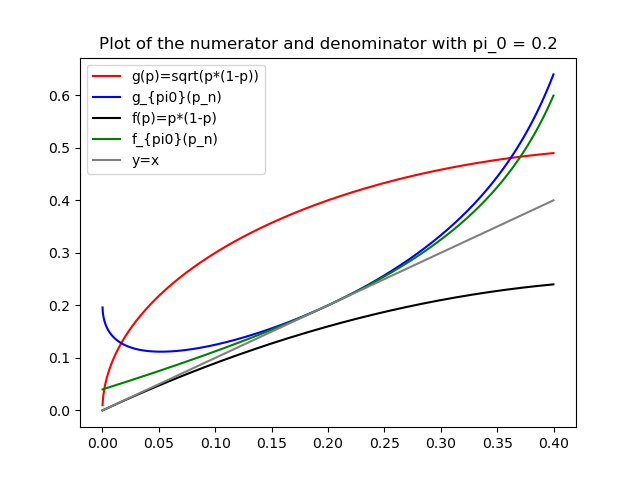 Plot of the numerator and denominator with pi_0 = 0.2
g(p)=sqrt(p*(1-p))
g_{pi0}(p_n)
f(p)=p*(1-p)
f_{pi0}(p_n)
y=x
0.6
0.5
0.4
0.3
0.2
0.1
0.0
0.00 0.05 0.10 0.15 0.20 0.25 0.30 0.35 0.40